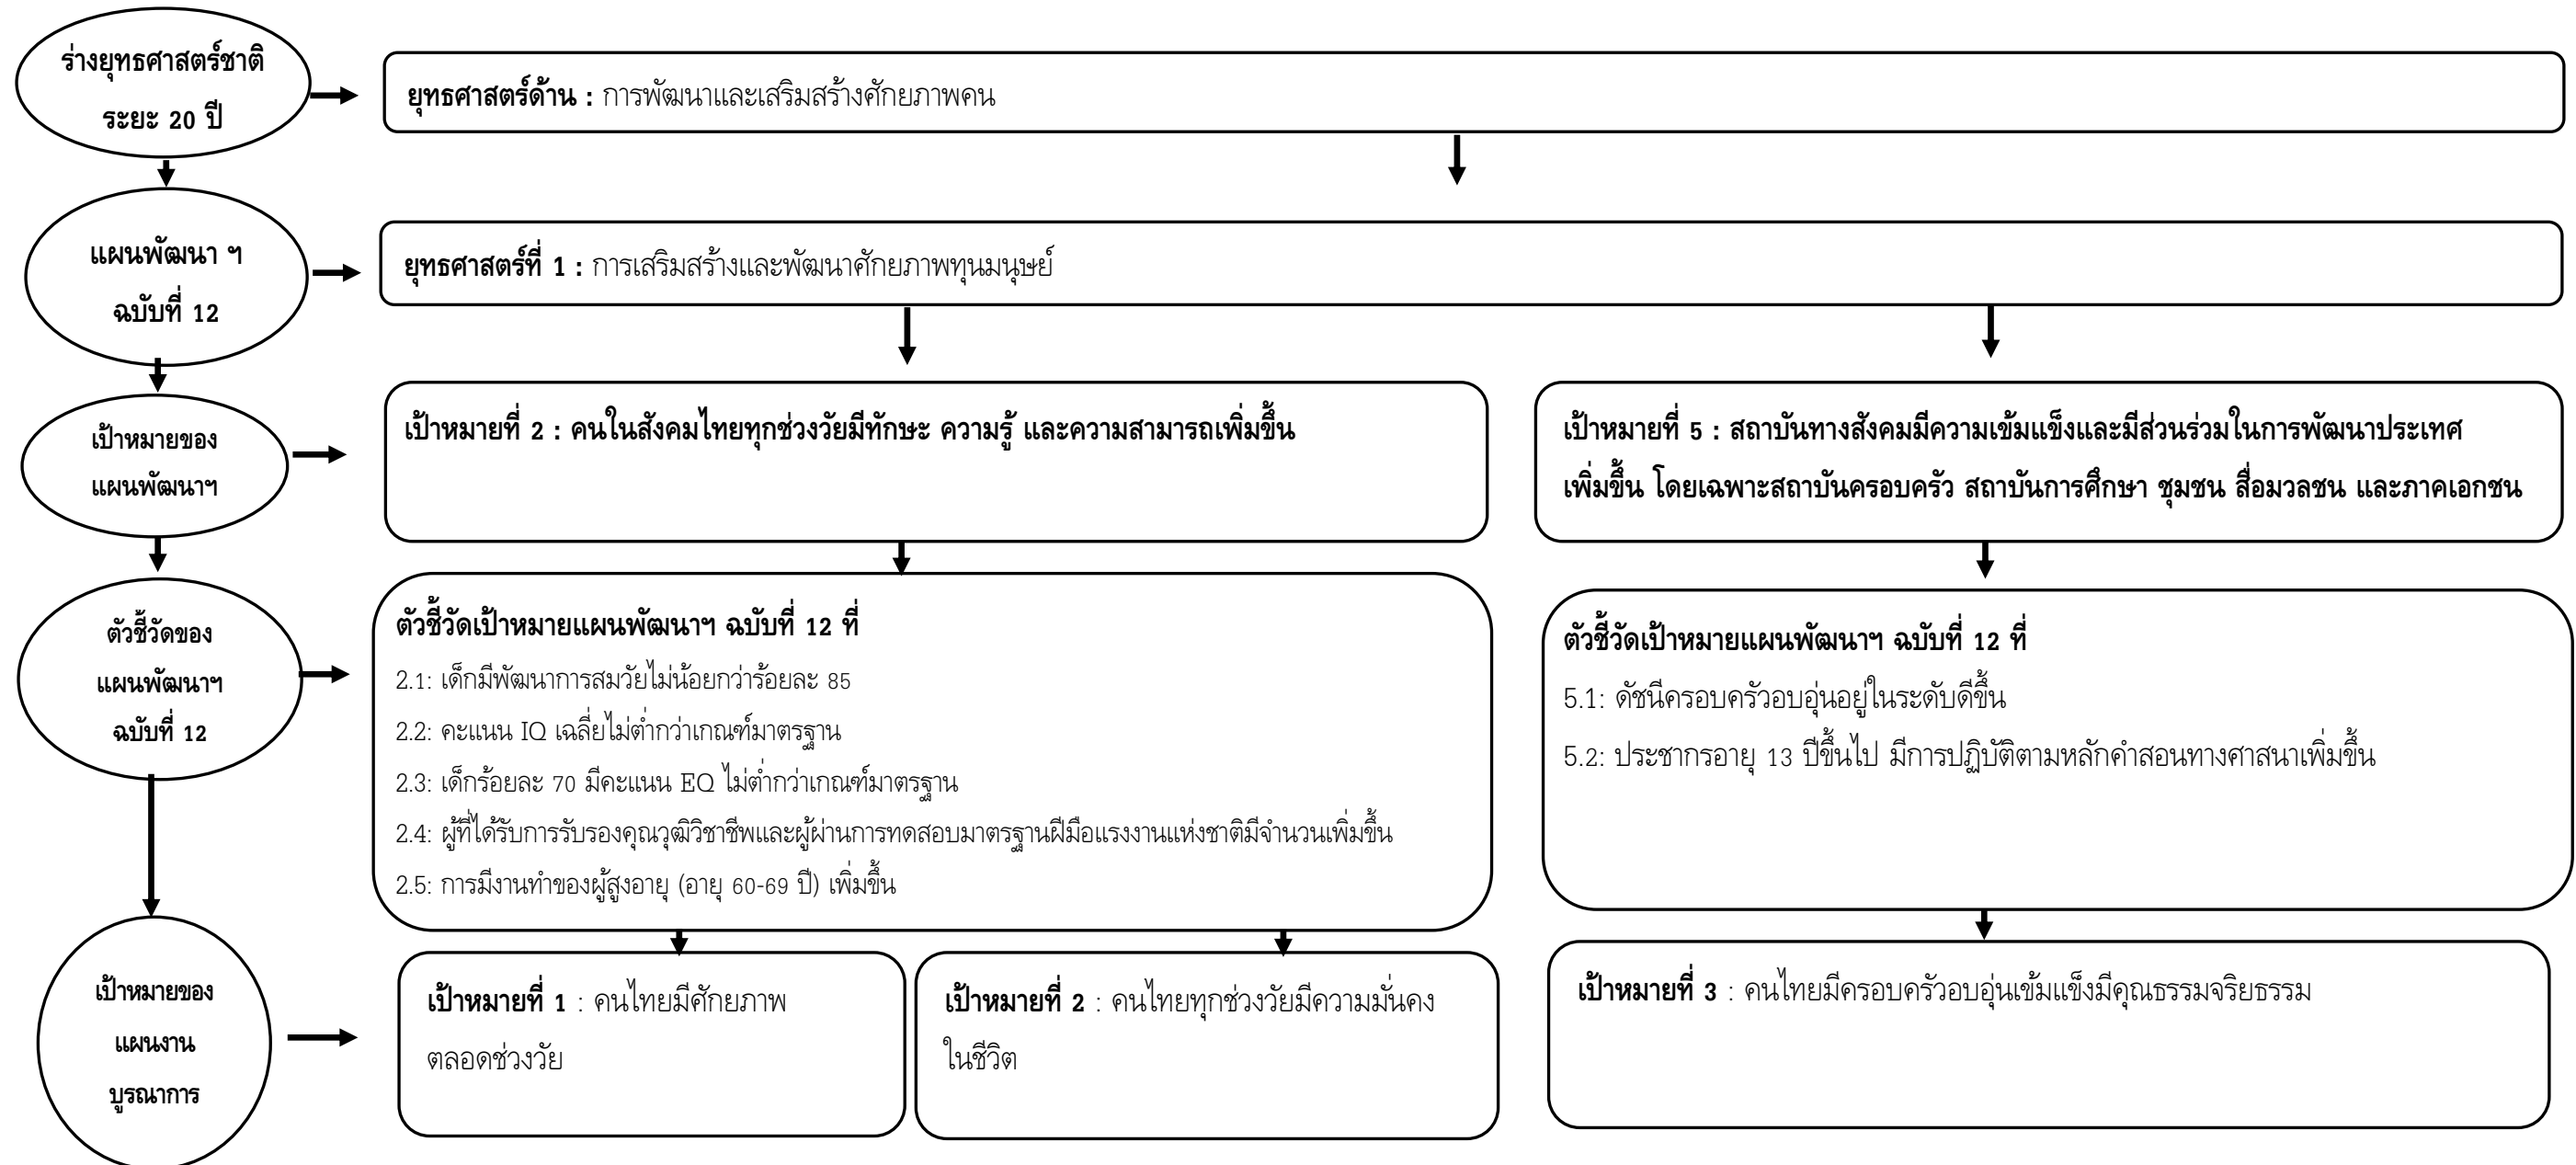 ร่างยุทธศาสตร์ชาติ
ระยะ 20 ปี
ยุทธศาสตร์ด้าน : การพัฒนาและเสริมสร้างศักยภาพคน
แผนพัฒนา ฯ
ฉบับที่ 12
ยุทธศาสตร์ที่ 1 : การเสริมสร้างและพัฒนาศักยภาพทุนมนุษย์
เป้าหมายของ
แผนพัฒนาฯ
เป้าหมายที่ 2 : คนในสังคมไทยทุกช่วงวัยมีทักษะ ความรู้ และความสามารถเพิ่มขึ้น
เป้าหมายที่ 5 : สถาบันทางสังคมมีความเข้มแข็งและมีส่วนร่วมในการพัฒนาประเทศ
เพิ่มขึ้น โดยเฉพาะสถาบันครอบครัว สถาบันการศึกษา ชุมชน สื่อมวลชน และภาคเอกชน
ตัวชี้วัดของ
แผนพัฒนาฯ
ฉบับที่ 12
ตัวชี้วัดเป้าหมายแผนพัฒนาฯ ฉบับที่ 12 ที่
2.1: เด็กมีพัฒนาการสมวัยไม่น้อยกว่าร้อยละ 85
2.2: คะแนน IQ เฉลี่ยไม่ต่ำกว่าเกณฑ์มาตรฐาน
2.3: เด็กร้อยละ 70 มีคะแนน EQ ไม่ต่ำกว่าเกณฑ์มาตรฐาน
2.4: ผู้ที่ได้รับการรับรองคุณวุฒิวิชาชีพและผู้ผ่านการทดสอบมาตรฐานฝีมือแรงงานแห่งชาติมีจำนวนเพิ่มขึ้น
2.5: การมีงานทำของผู้สูงอายุ (อายุ 60-69 ปี) เพิ่มขึ้น
ตัวชี้วัดเป้าหมายแผนพัฒนาฯ ฉบับที่ 12 ที่
5.1: ดัชนีครอบครัวอบอุ่นอยู่ในระดับดีขึ้น
5.2: ประชากรอายุ 13 ปีขึ้นไป มีการปฏิบัติตามหลักคำสอนทางศาสนาเพิ่มขึ้น
เป้าหมายของ
แผนงาน
บูรณาการ
เป้าหมายที่ 1 : คนไทยมีศักยภาพ
ตลอดช่วงวัย
เป้าหมายที่ 2 : คนไทยทุกช่วงวัยมีความมั่นคง
ในชีวิต
เป้าหมายที่ 3 : คนไทยมีครอบครัวอบอุ่นเข้มแข็งมีคุณธรรมจริยธรรม